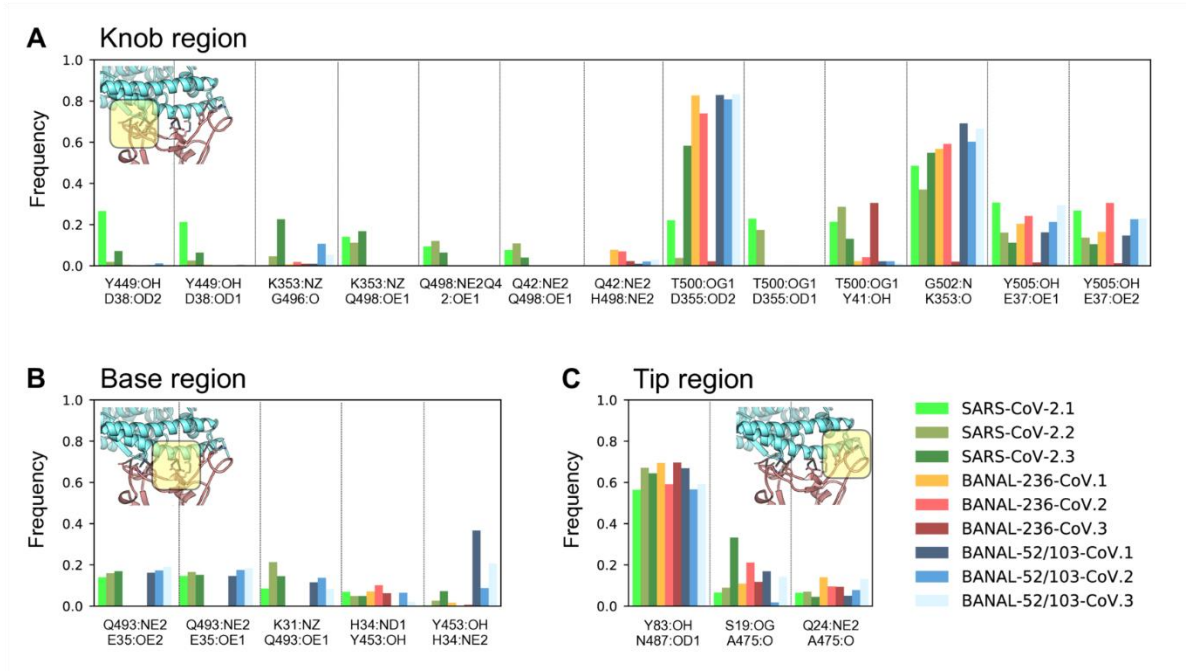 A Knob region
1.0
0.8
0.6
0.4
0.2
0.0
Frequency
Y449:OH
D38:OD2
Y449:OH
D38:OD1
K353:NZ
G496:O
K353:NZ
Q498:OE1
Q498:NE2Q4
2:OE1
Q42:NE2
Q498:OE1
Q42:NE2
H498:NE2
T500:OG1
D355:OD2
T500:OG1
D355:OD1
T500:OG1
Y41:OH
G502:N
K353:O
Y505:OH
E37:OE1
Y505:OH
E37:OE2
B Base region
1.0
0.8
0.6
0.4
0.2
0.0
Frequency
Q493:NE2
E35:OE2
Q493:NE2
E35:OE1
K31:NZ
Q493:OE1
H34:ND1
Y453:OH
Y453:OH
H34:NE2
C Tip region
1.0
0.8
0.6
0.4
0.2
0.0
Frequency
Y83:OH
N487:OD1
S19:OG
A475:O
Q24:NE2
A475:O
SARS-CoV-2.1
SARS-CoV-2.2
SARS-CoV-2.3
BANAL-236-CoV.1
BANAL-236-CoV.2
BANAL-236-CoV.3
BANAL-52/103-CoV.1
BANAL-52/103-CoV.2
BANAL-52/103-CoV.3